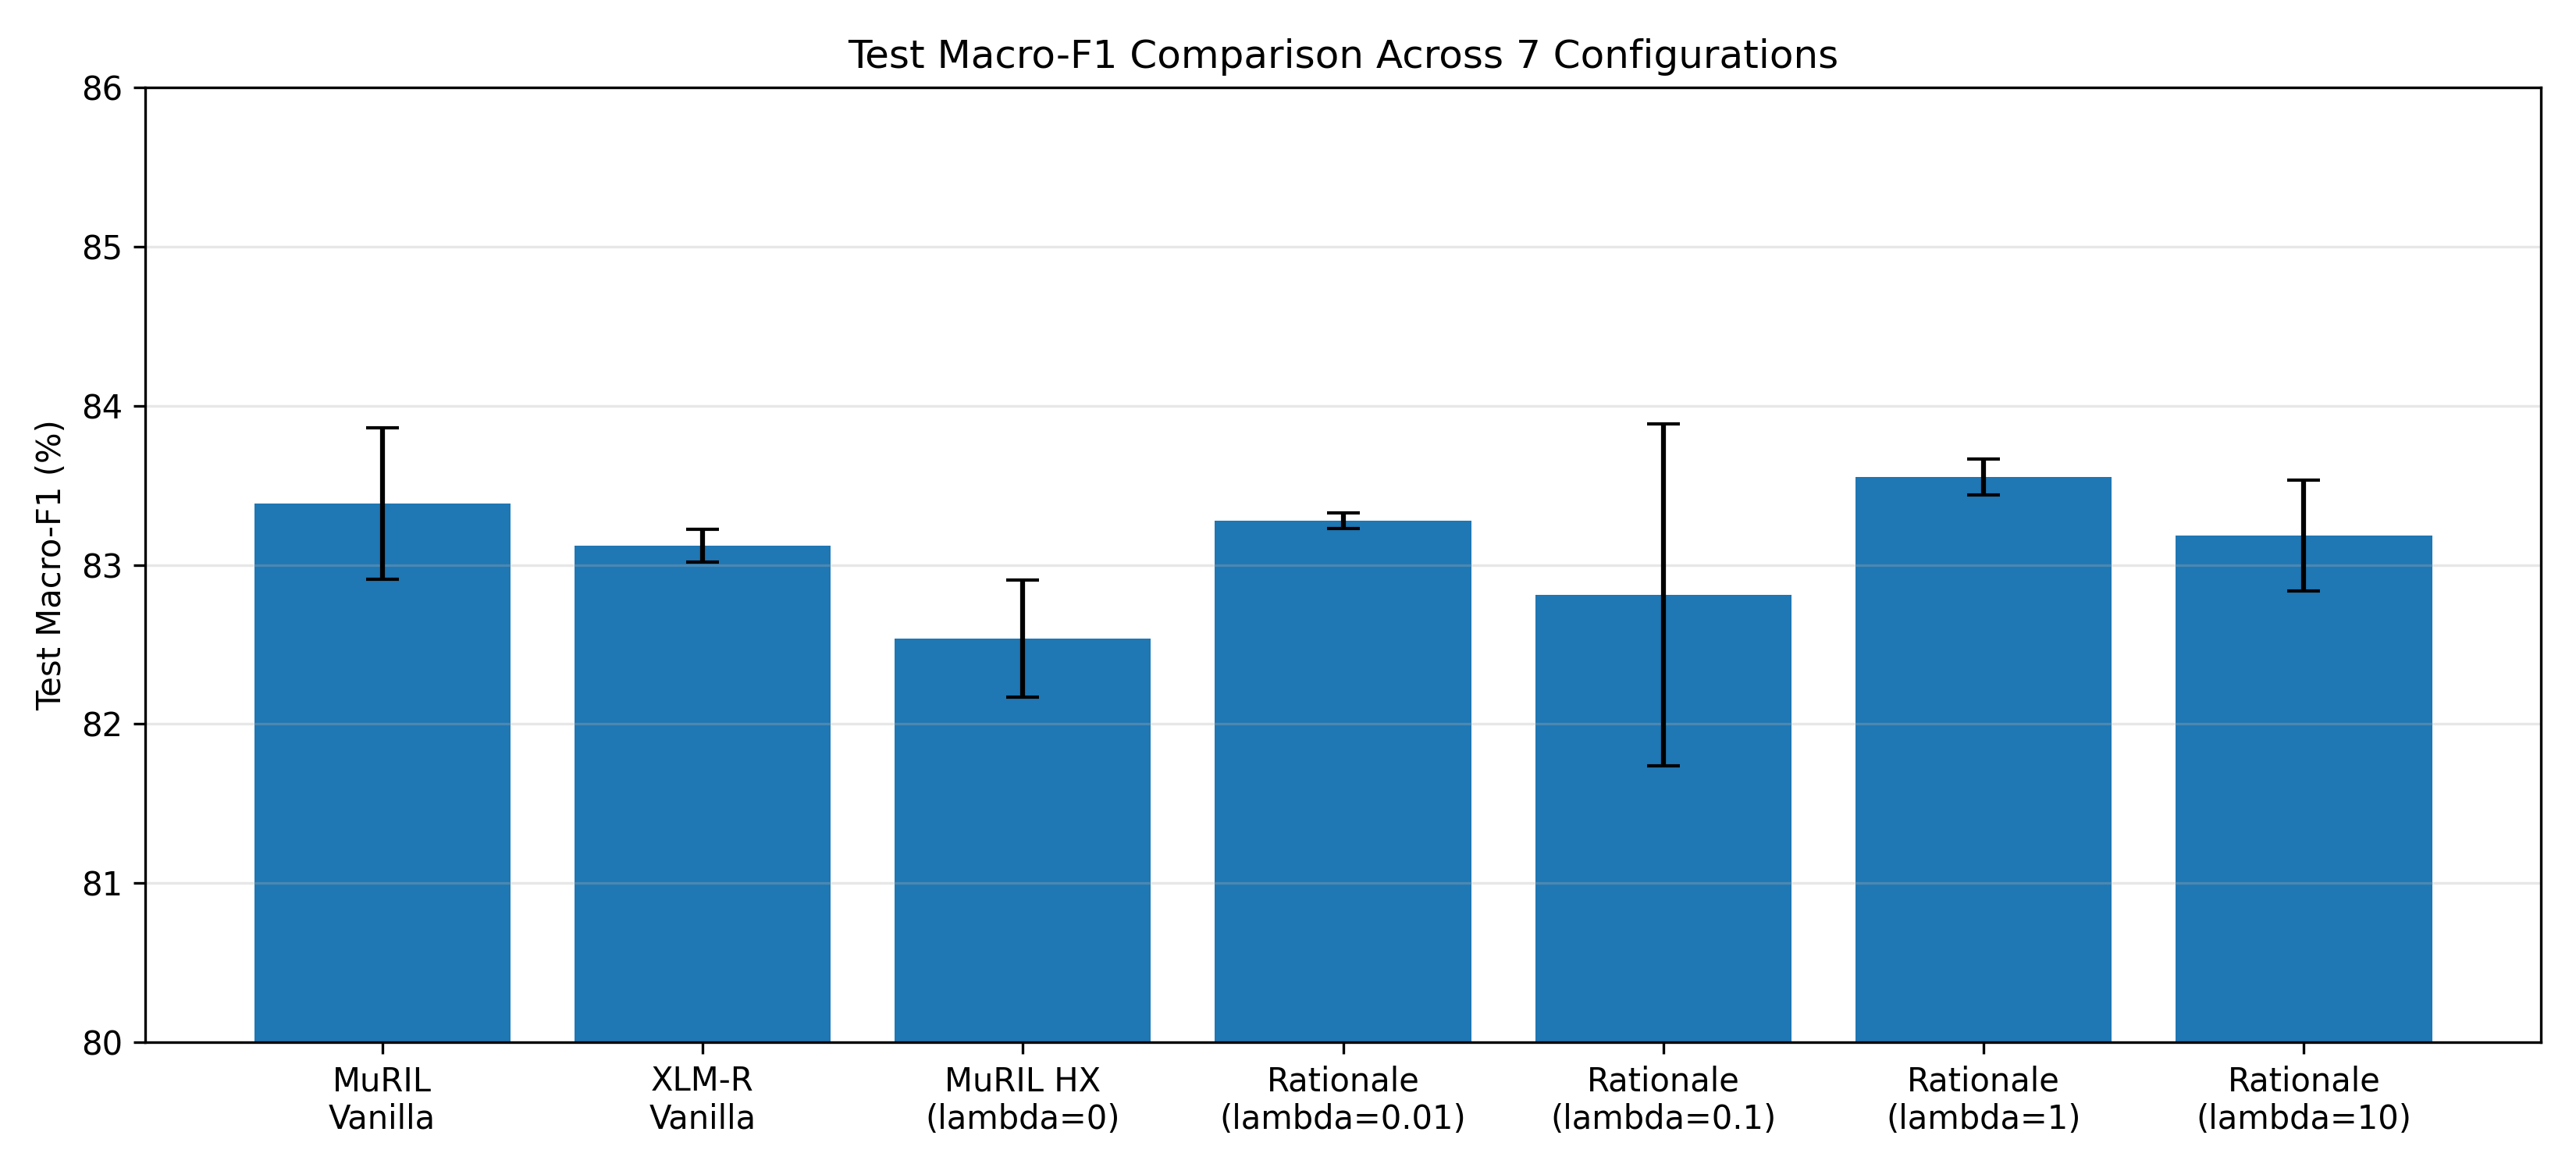 Test Macro-F1 Comparison Across 7 Configurations
Test Macro-F1 (%)
86
85
84
83
82
81
80
MuRIL
Vanilla
XLM-R
Vanilla
MuRIL HX
(lambda=0)
Rationale
(lambda=0.01)
Rationale
(lambda=0.1)
Rationale
(lambda=1)
Rationale
(lambda=10)